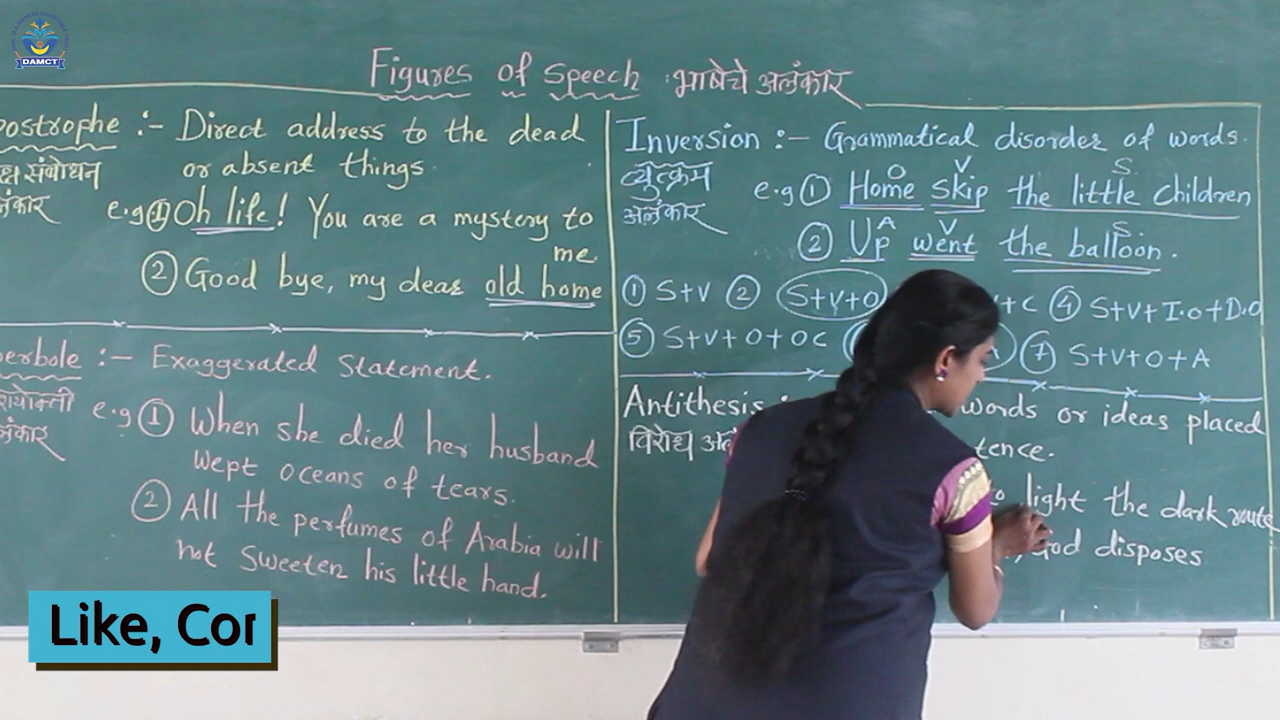 DAMCT
Figures of Speech : भाषेचे अलंकार
postrophe :- Direct address to the dead
क्ष संबोधन or absent things.
लंकार e.g ① Oh life! You are a mystery to
me.
② Good bye, my dear old home
perbole :- Exaggerated Statement.
e.g ① When she died her husband
लंकार wept oceans of tears.
② All the perfumes of Arabia will
not sweeten his little hand.
Inversion :- Grammatical disorder of words.
व्युत्क्रम O V S.
अलंकार e.g ① Home skip the little children
A V S.
② Up went the balloon.
① S+V ② S+V+O +C ④ S+V+I.O+D.O
⑤ S+V+O+OC ⑦ S+V+O+A
Antithesis : words or ideas placed
विरोध tence.
light the dark route
, God disposes
Like, Cor